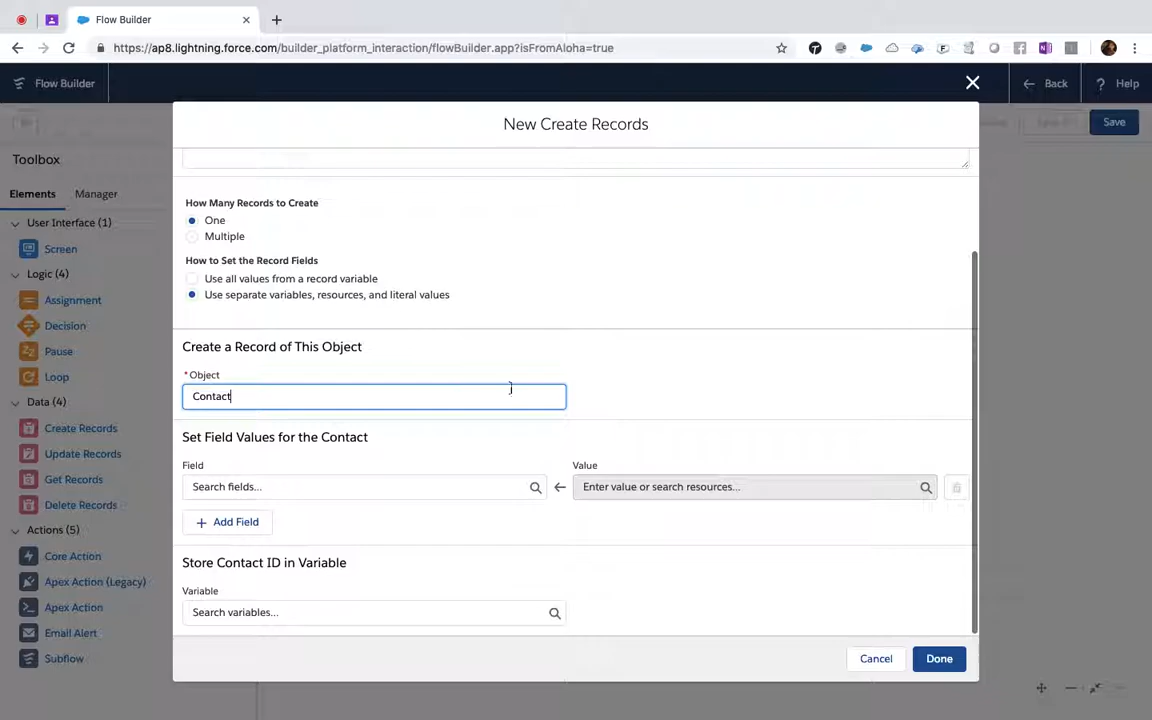 Flow Builder
https://ap8.lightning.force.com/builder_platform_interaction/flowBuilder.app?isFromAloha=true
Flow Builder
Back
Help
New Create Records
Save
Toolbox
Elements
Manager
User Interface (1)
Screen
Logic (4)
Assignment
Decision
Pause
Loop
Data (4)
Create Records
Update Records
Get Records
Delete Records
Actions (5)
Core Action
Apex Action (Legacy)
Apex Action
Email Alert
Subflow
How Many Records to Create
One
Multiple
How to Set the Record Fields
Use all values from a record variable
Use separate variables, resources, and literal values
Create a Record of This Object
* Object
Contact
Set Field Values for the Contact
Field
Value
Search fields...
Enter value or search resources...
+ Add Field
Store Contact ID in Variable
Variable
Search variables...
Cancel
Done